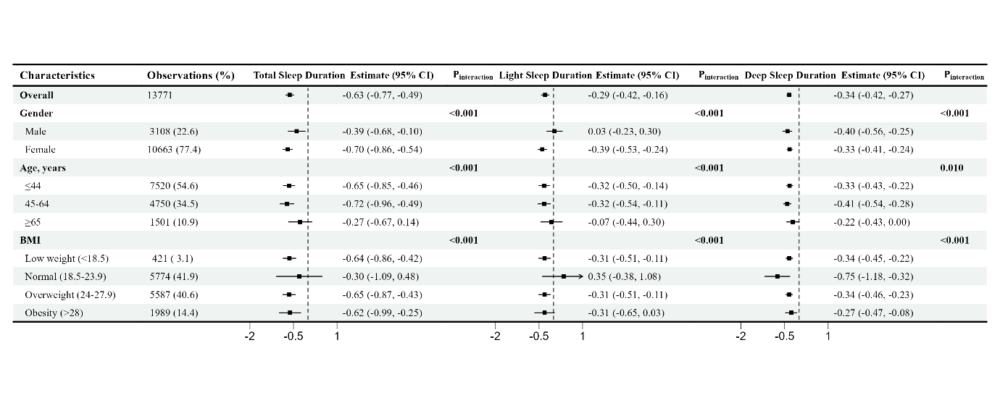 Characteristics Observations (%) Total Sleep Duration Estimate (95% CI) Pinteraction Light Sleep Duration Estimate (95% CI) Pinteraction Deep Sleep Duration Estimate (95% CI) Pinteraction
Overall 13771 -0.63 (-0.77, -0.49) -0.29 (-0.42, -0.16) -0.34 (-0.42, -0.27)
Gender <0.001 <0.001 <0.001
Male 3108 (22.6) -0.39 (-0.68, -0.10) 0.03 (-0.23, 0.30) -0.40 (-0.56, -0.25)
Female 10663 (77.4) -0.70 (-0.86, -0.54) -0.39 (-0.53, -0.24) -0.33 (-0.41, -0.24)
Age, years <0.001 <0.001 0.010
≤44 7520 (54.6) -0.65 (-0.85, -0.46) -0.32 (-0.50, -0.14) -0.33 (-0.43, -0.22)
45-64 4750 (34.5) -0.72 (-0.96, -0.49) -0.32 (-0.54, -0.11) -0.41 (-0.54, -0.28)
≥65 1501 (10.9) -0.27 (-0.67, 0.14) -0.07 (-0.44, 0.30) -0.22 (-0.43, 0.00)
BMI <0.001 <0.001 <0.001
Low weight (<18.5) 421 ( 3.1) -0.64 (-0.86, -0.42) -0.31 (-0.51, -0.11) -0.34 (-0.45, -0.22)
Normal (18.5-23.9) 5774 (41.9) -0.30 (-1.09, 0.48) 0.35 (-0.38, 1.08) -0.75 (-1.18, -0.32)
Overweight (24-27.9) 5587 (40.6) -0.65 (-0.87, -0.43) -0.31 (-0.51, -0.11) -0.34 (-0.46, -0.23)
Obesity (>28) 1989 (14.4) -0.62 (-0.99, -0.25) -0.31 (-0.65, 0.03) -0.27 (-0.47, -0.08)
-2 -0.5 1 -2 -0.5 1 -2 -0.5 1